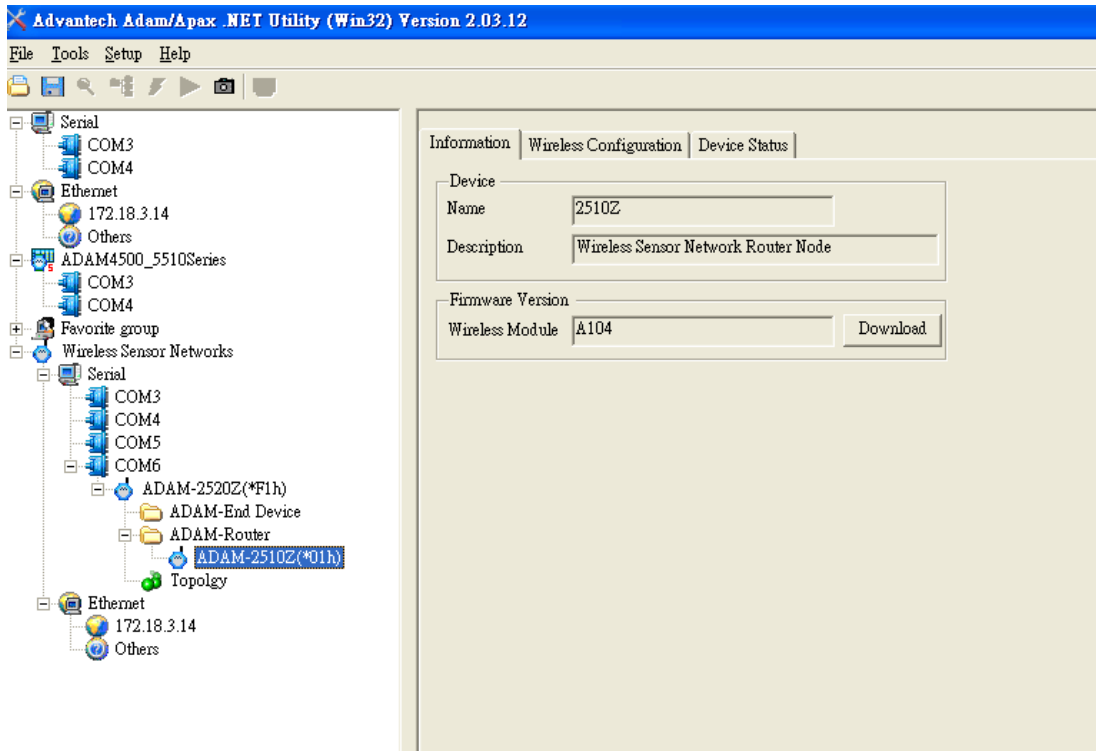 Advantech Adam/Apax .NET Utility (Win32) Version 2.03.12
File Tools Setup Help
Serial
COM3
COM4
Ethernet
172.18.3.14
Others
ADAM4500_5510Series
COM3
COM4
Favorite group
Wireless Sensor Networks
Serial
COM3
COM4
COM5
COM6
ADAM-2520Z(*F1h)
ADAM-End Device
ADAM-Router
ADAM-2510Z(*01h)
Topolgy
Ethernet
172.18.3.14
Others
Information Wireless Configuration Device Status
Device
Name 2510Z
Description Wireless Sensor Network Router Node
Firmware Version
Wireless Module A104 Download